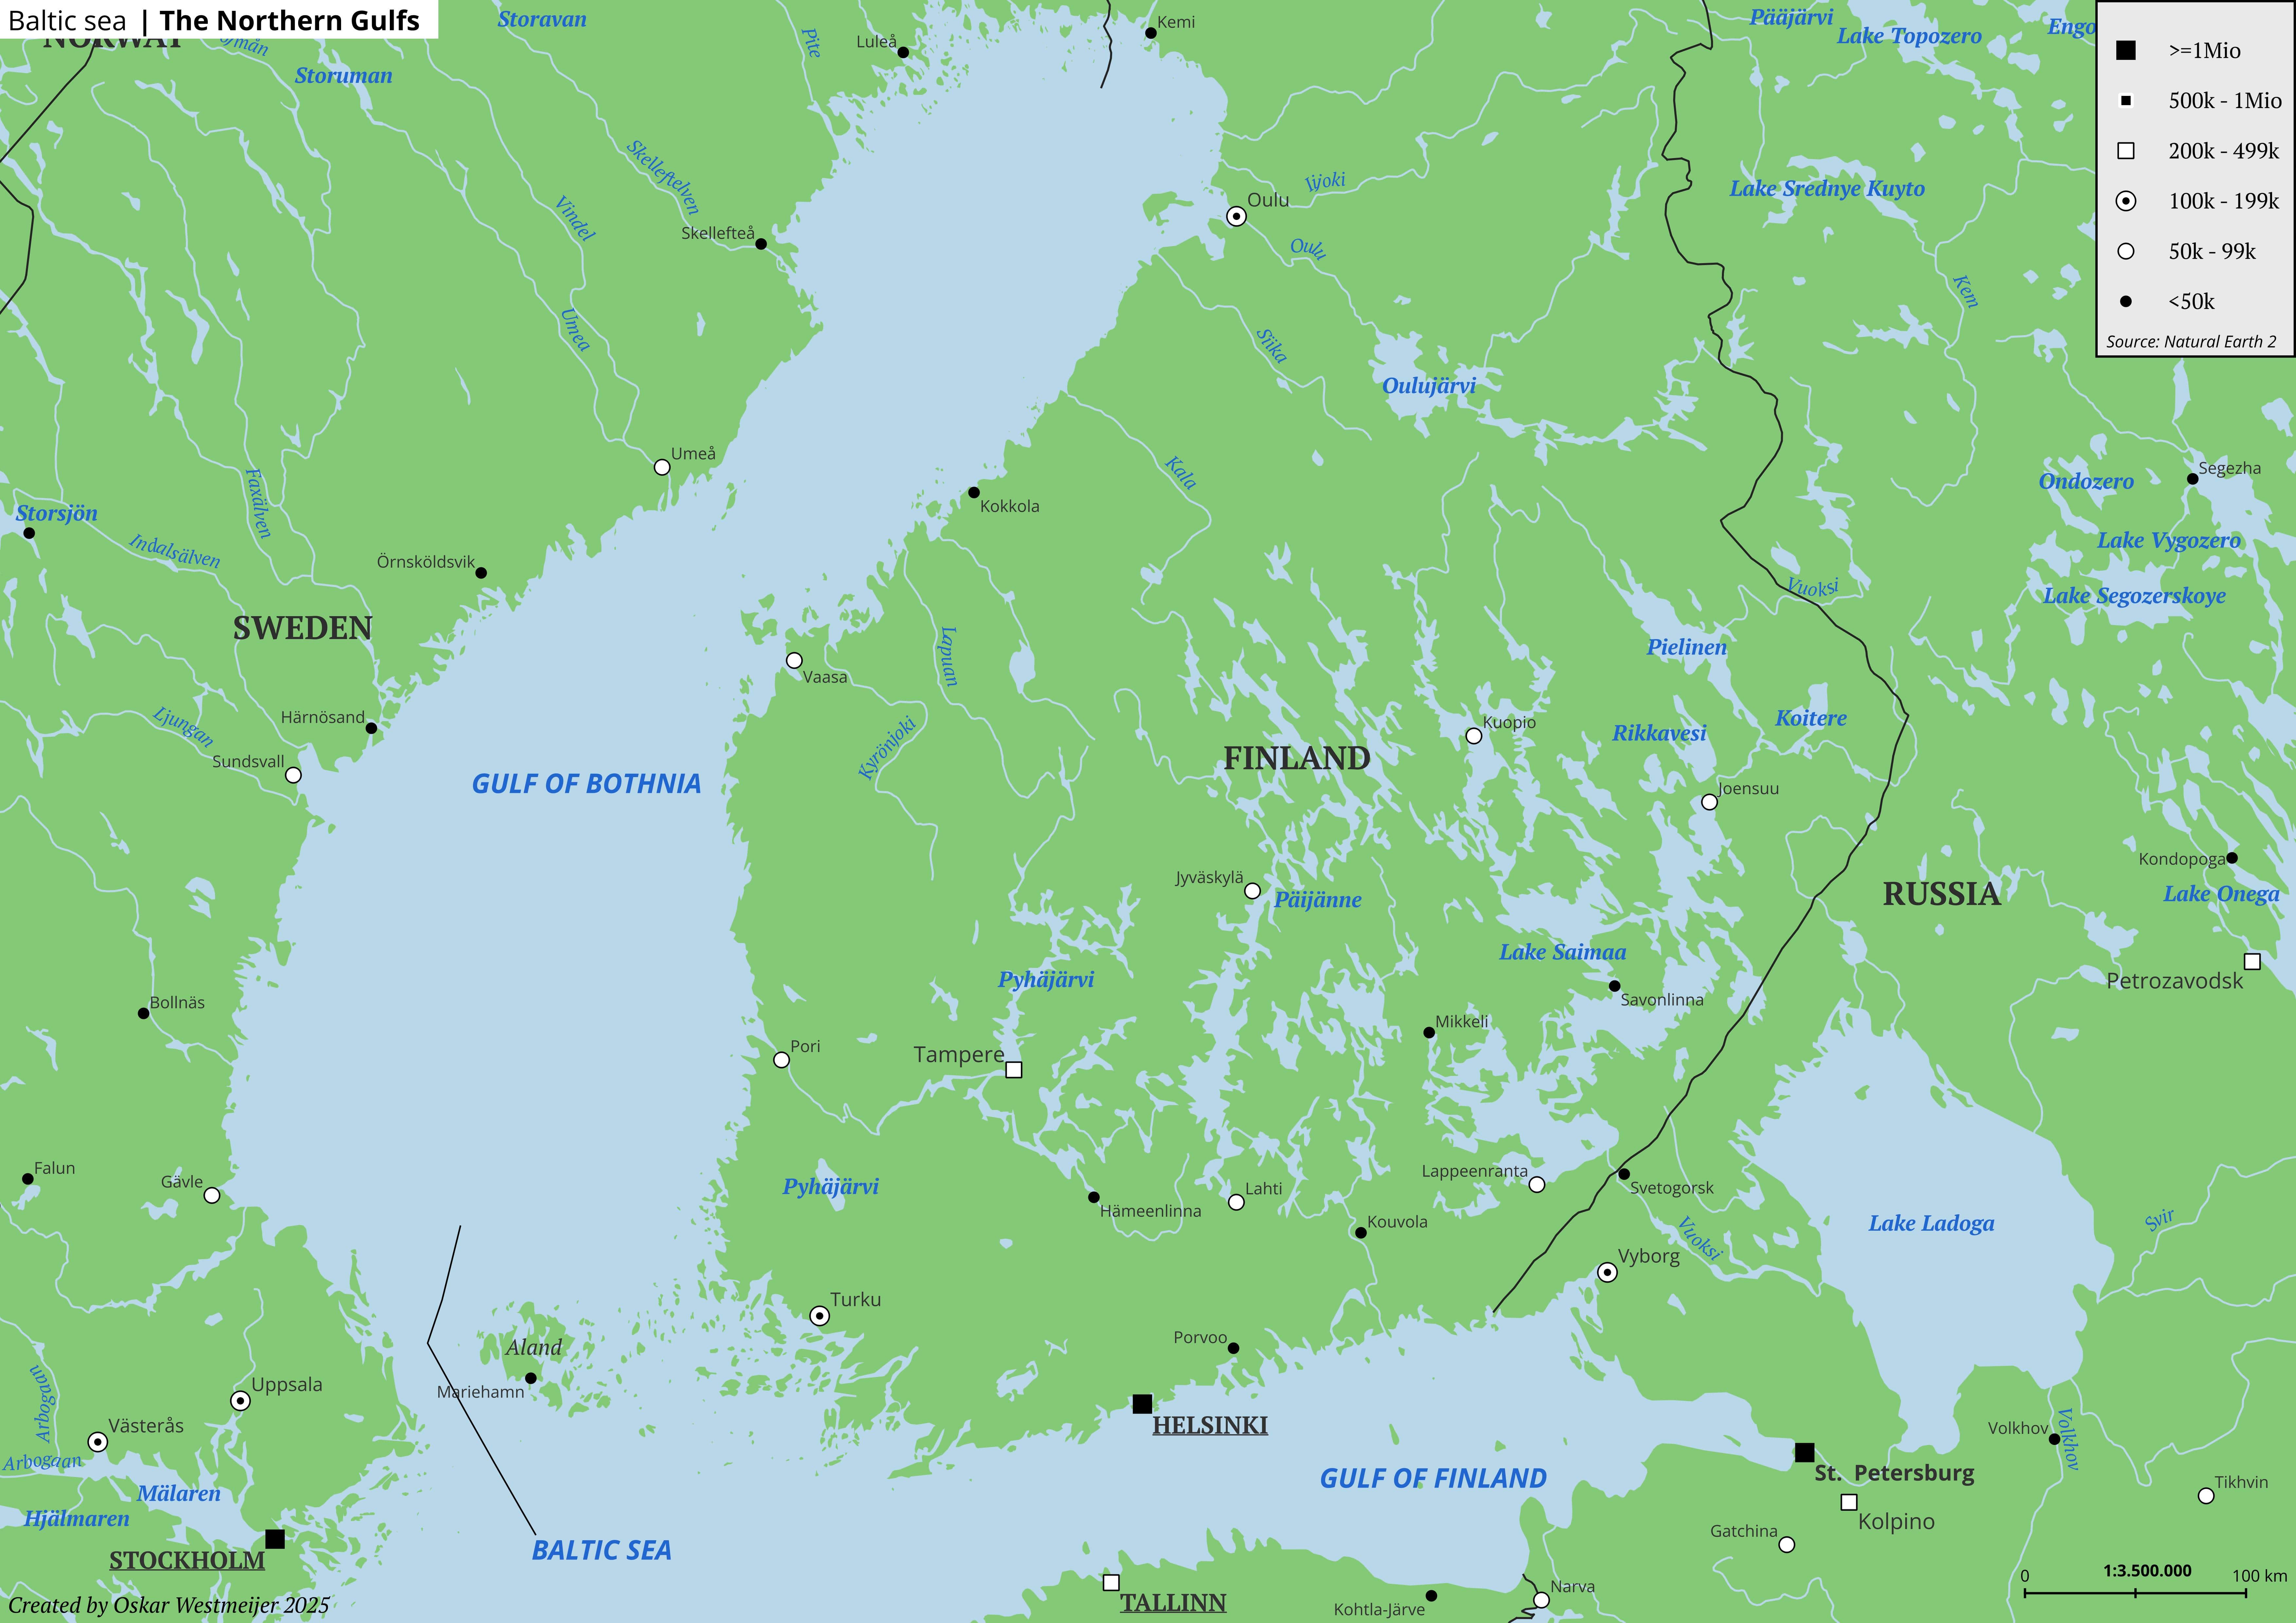 Baltic sea | The Northern Gulfs
NORWAY
Storavan
Storuman
Pite
Luleå
Kemi
Pääjärvi
Lake Topozero
Engo
>=1Mio
500k - 1Mio
200k - 499k
100k - 199k
50k - 99k
<50k
Source: Natural Earth 2
Skelleftelven
Vindel
Skellefteå
Umea
Iijoki
Oulu
Oulu
Siika
Oulujärvi
Lake Srednye Kuyto
Kem
Umeå
Kokkola
Kala
Segezha
Ondozero
Lake Vygozero
Lake Segozerskoye
Storsjön
Faxälven
Indalsälven
Örnsköldsvik
SWEDEN
Vuoksi
Pielinen
Lapuan
Vaasa
Kyrönjoki
Ljungan
Härnösand
Sundsvall
GULF OF BOTHNIA
FINLAND
Kuopio
Rikkavesi
Koitere
Joensuu
RUSSIA
Kondopoga
Lake Onega
Jyväskylä
Päijänne
Lake Saimaa
Savonlinna
Petrozavodsk
Pyhäjärvi
Bollnäs
Pori
Tampere
Mikkeli
Falun
Gävle
Pyhäjärvi
Hämeenlinna
Lahti
Kouvola
Lappeenranta
Svetogorsk
Vuoksi
Vyborg
Lake Ladoga
Svir
Turku
Porvoo
Aland
Mariehamn
Uppsala
Västerås
Arbogaan
Arbogaan
Mälaren
Hjälmaren
STOCKHOLM
HELSINKI
GULF OF FINLAND
BALTIC SEA
St. Petersburg
Kolpino
Gatchina
Volkhov
Volkhov
Tikhvin
TALLINN
Kohtla-Järve
Narva
1:3.500.000
0 100 km
Created by Oskar Westmeijer 2025